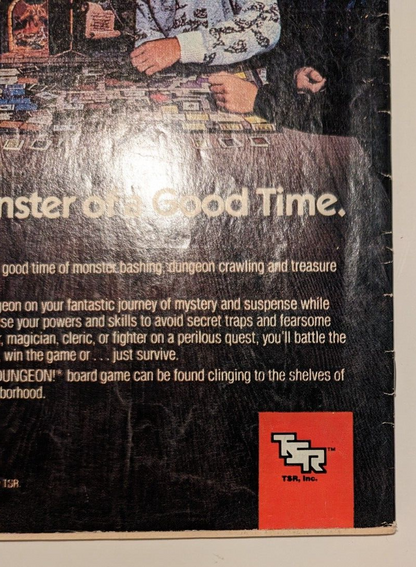 nster of a Good Time.
good time of monster bashing, dungeon crawling and treasure
geon on your fantastic journey of mystery and suspense while
se your powers and skills to avoid secret traps and fearsome
, magician, cleric, or fighter on a perilous quest, you'll battle the
, win the game or . . . just survive.
DUNGEON!* board game can be found clinging to the shelves of
borhood.
TSR
TSR™
TSR, Inc.